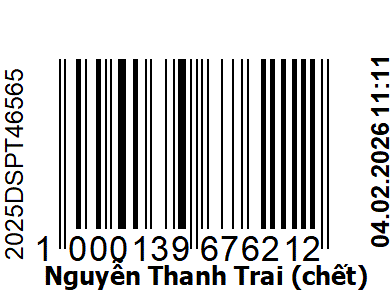 2025DSPT46565
04.02.2026 11:11
1 000139 676212
Nguyễn Thanh Trai (chết)